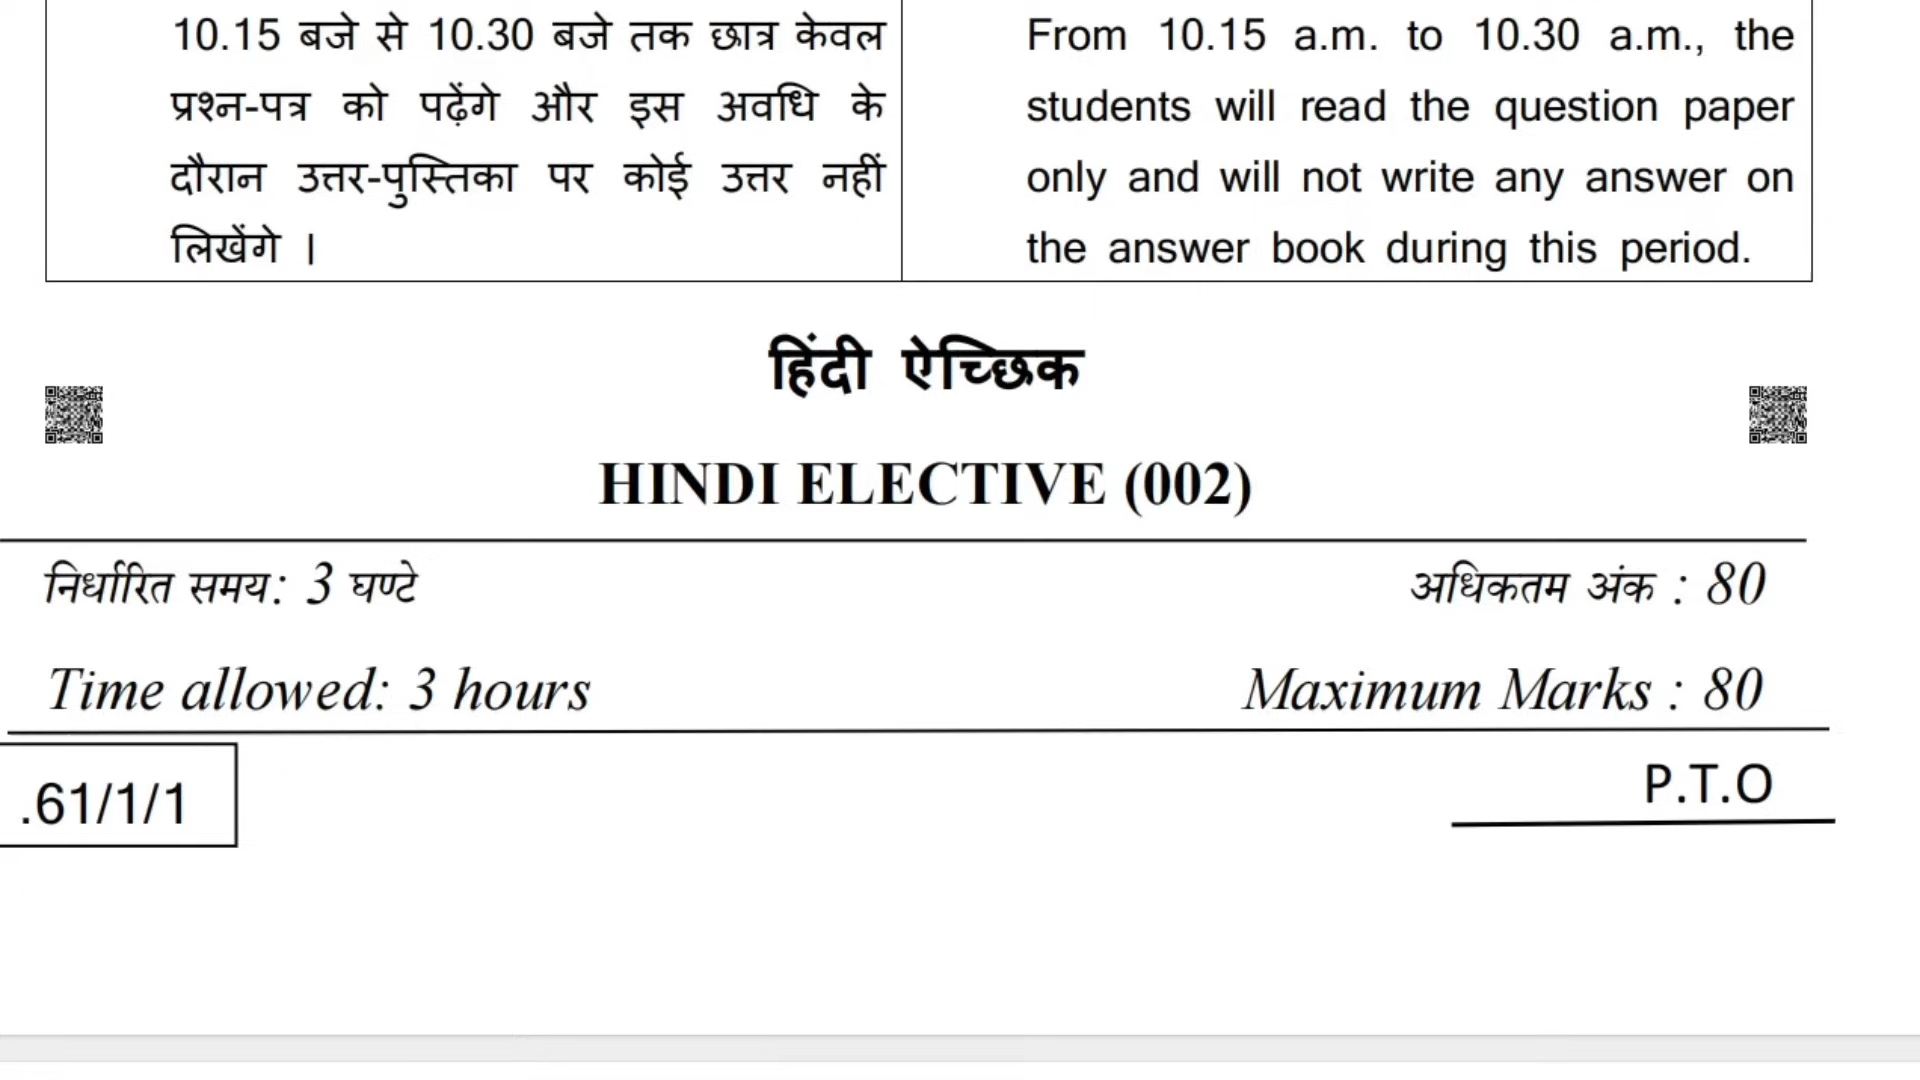 10.15 बजे से 10.30 बजे तक छात्र केवल
प्रश्न-पत्र को पढ़ेंगे और इस अवधि के
दौरान उत्तर-पुस्तिका पर कोई उत्तर नहीं
लिखेंगे ।
From 10.15 a.m. to 10.30 a.m., the
students will read the question paper
only and will not write any answer on
the answer book during this period.
हिंदी ऐच्छिक
HINDI ELECTIVE (002)
निर्धारित समय: 3 घण्टे
अधिकतम अंक : 80
Time allowed: 3 hours
Maximum Marks : 80
.61/1/1
P.T.O